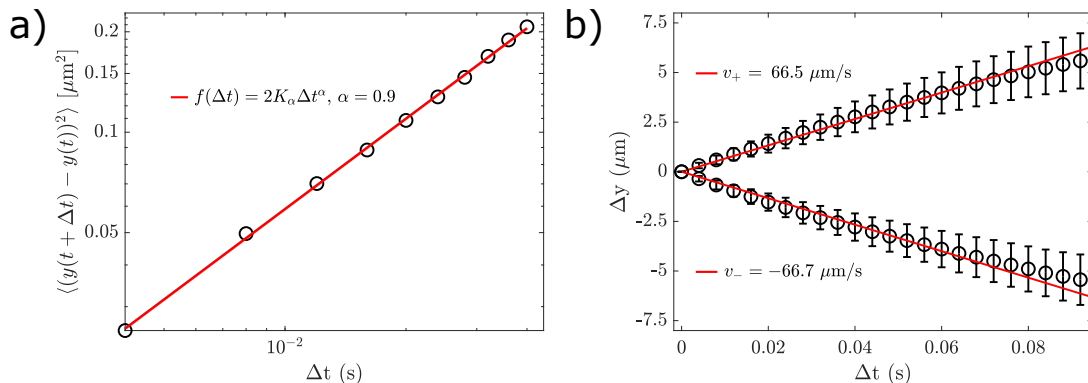 a)
⟨(y(t + Δt) − y(t))²⟩ [μm²]
0.2
0.15
0.1
0.05
f(Δt) = 2K_αΔt^α, α = 0.9
10⁻²
Δt (s)
b)
Δy (μm)
7.5
5
2.5
0
-2.5
-5
-7.5
v₊ = 66.5 μm/s
v₋ = −66.7 μm/s
0 0.02 0.04 0.06 0.08
Δt (s)